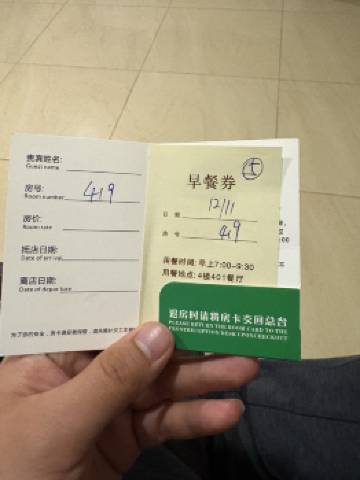 贵宾姓名:
Guest name
房号:
Room number 419
房价:
Room rate
抵店日期:
Date of arrival
离店日期:
Date of departure
早餐券
日期 12/11
房号 419
用餐时间: 早上7:00-9:30
用餐地点: 4楼401餐厅
退房时请将房卡交回总台
PLEASE RETURN THE ROOM CARD TO THE
RECEPTION DESK UPON CHECKOUT